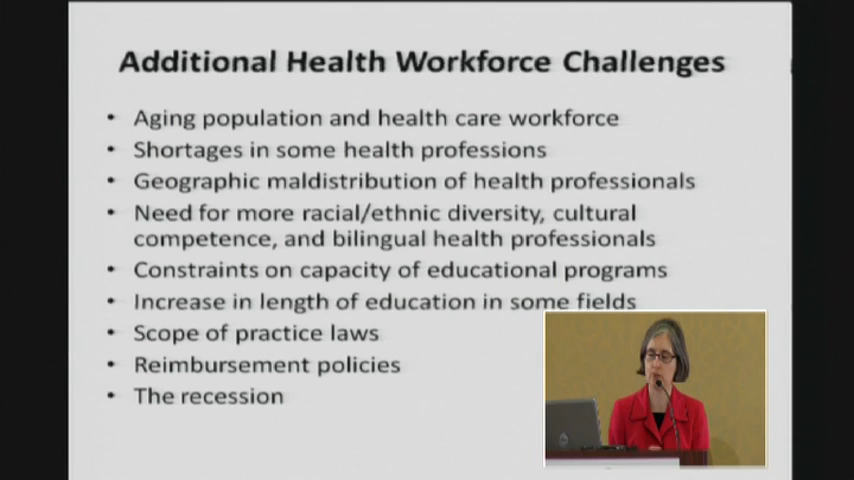 Additional Health Workforce Challenges
• Aging population and health care workforce
• Shortages in some health professions
• Geographic maldistribution of health professionals
• Need for more racial/ethnic diversity, cultural
competence, and bilingual health professionals
• Constraints on capacity of educational programs
• Increase in length of education in some fields
• Scope of practice laws
• Reimbursement policies
• The recession